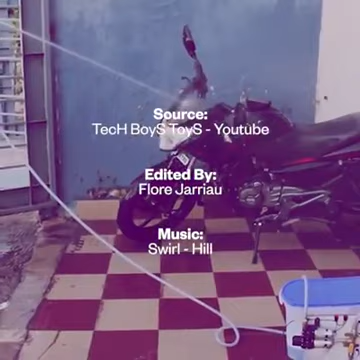 Source:
TecH BoyS ToyS - Youtube
Edited By:
Flore Jarriau
Music:
Swirl - Hill